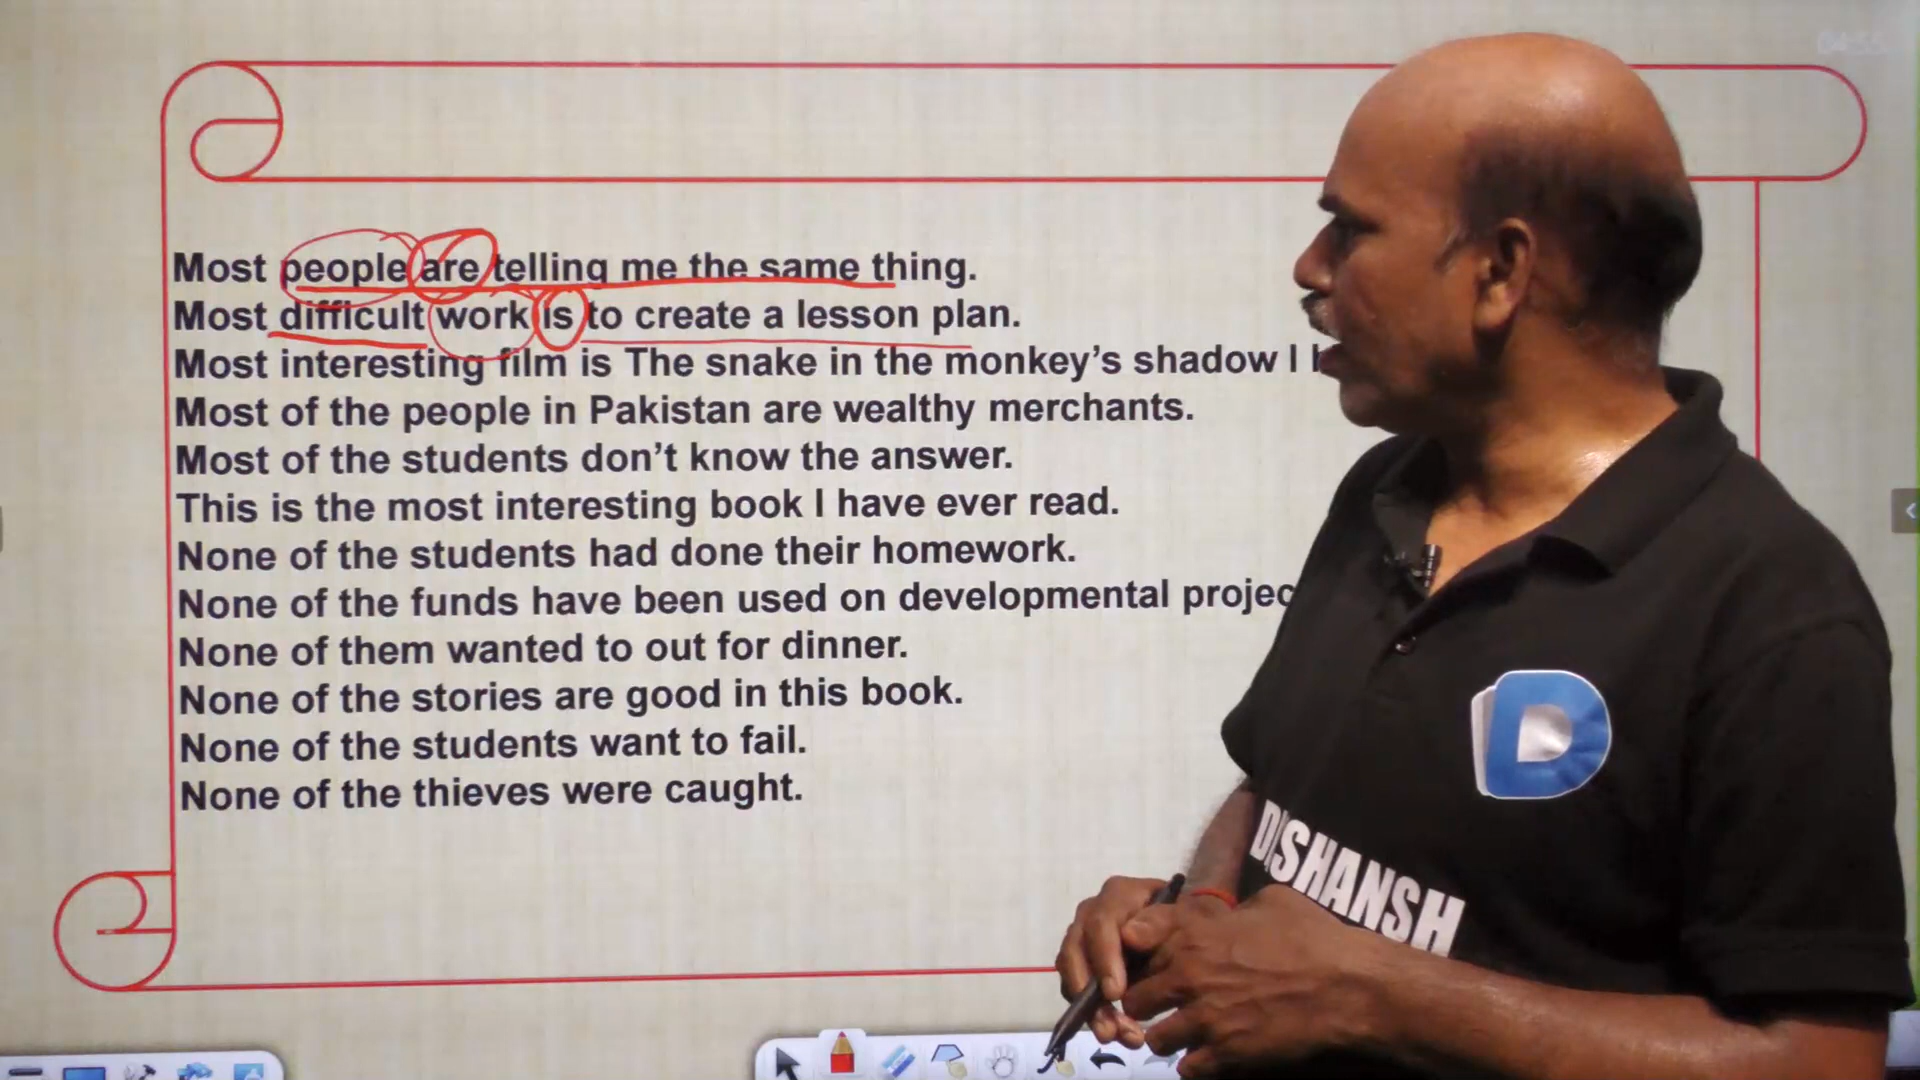 Most people are telling me the same thing.
Most difficult work is to create a lesson plan.
Most interesting film is The snake in the monkey's shadow I
Most of the people in Pakistan are wealthy merchants.
Most of the students don't know the answer.
This is the most interesting book I have ever read.
None of the students had done their homework.
None of the funds have been used on developmental projec
None of them wanted to out for dinner.
None of the stories are good in this book.
None of the students want to fail.
None of the thieves were caught.
D
DISHANSH